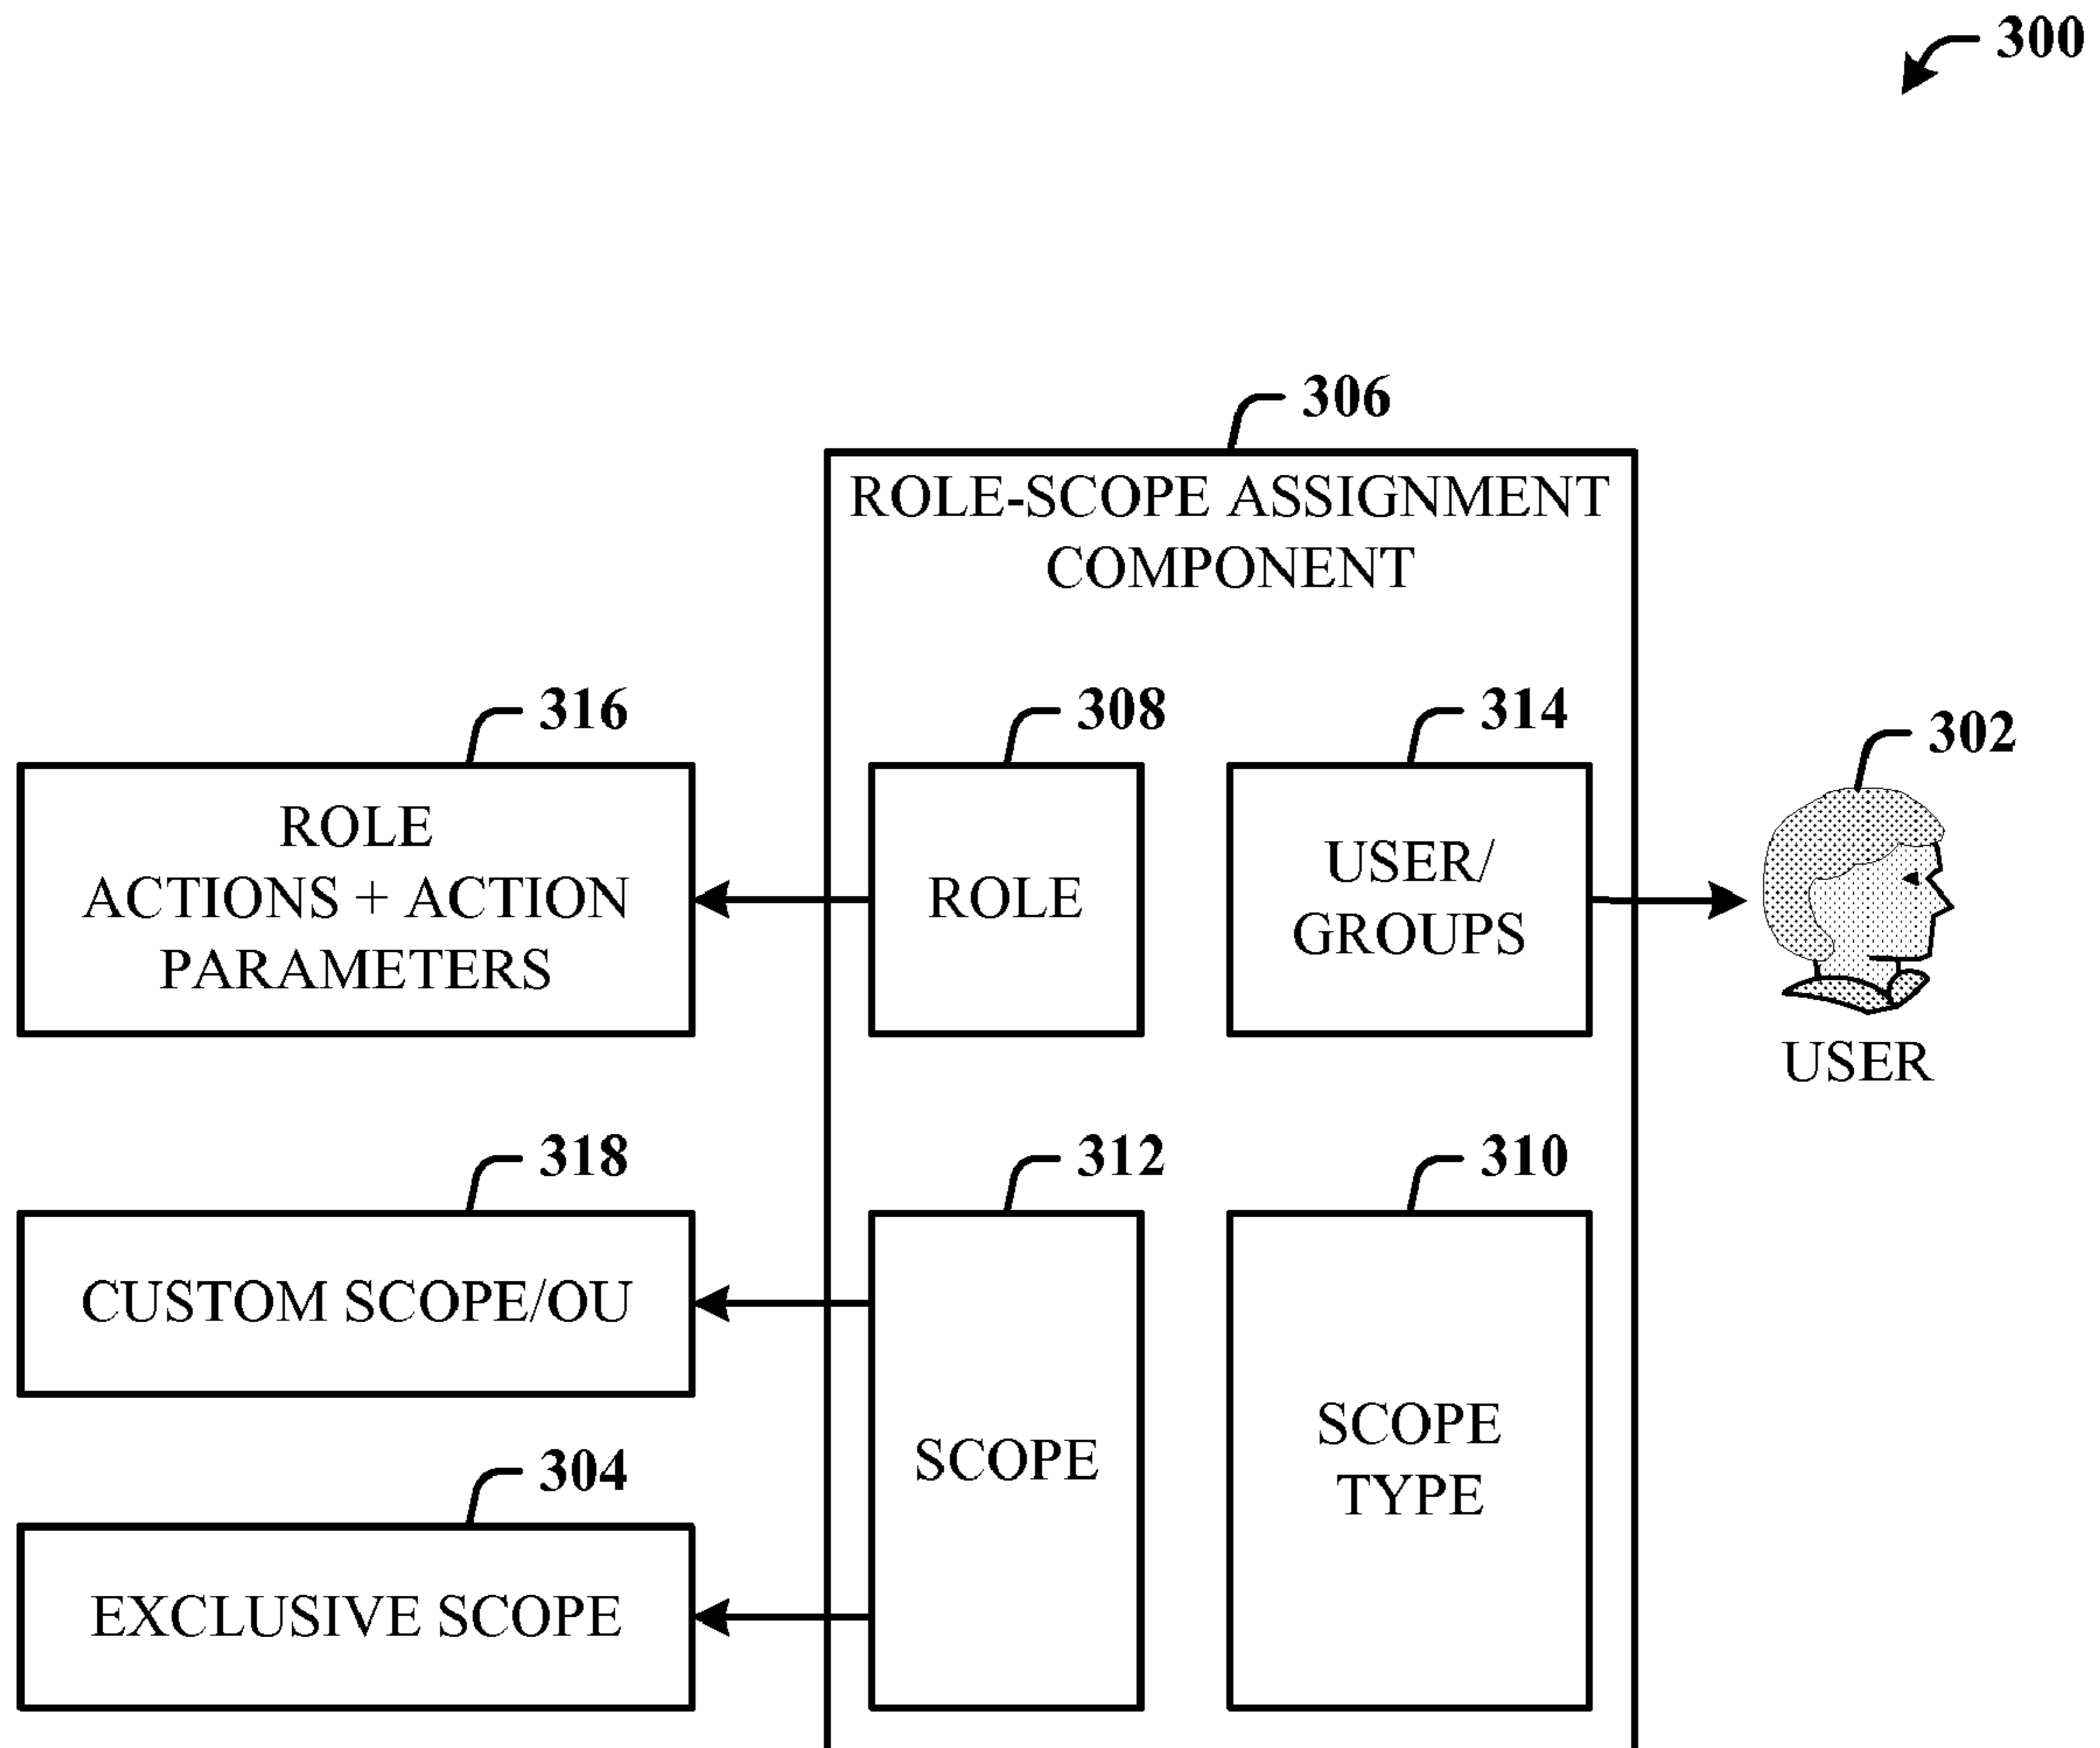 300
306
ROLE-SCOPE ASSIGNMENT
COMPONENT
316
308
314
302
ROLE
ACTIONS + ACTION
PARAMETERS
ROLE
USER/
GROUPS
USER
318
312
310
CUSTOM SCOPE/OU
SCOPE
SCOPE
TYPE
304
EXCLUSIVE SCOPE